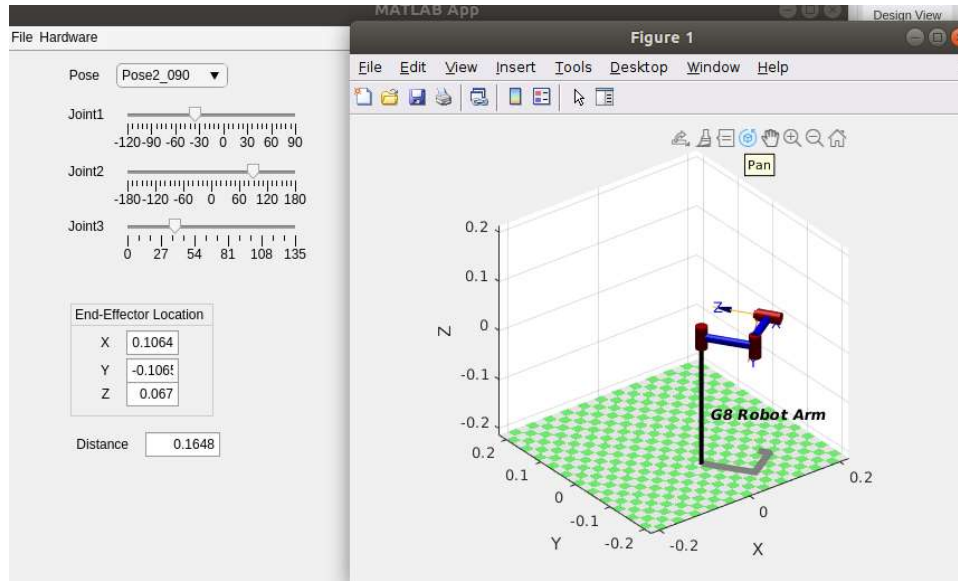 MATLAB App
Design View
File Hardware
Figure 1
File Edit View Insert Tools Desktop Window Help
Pose Pose2_090
Pan
Joint1
-120 -90 -60 -30 0 30 60 90
Joint2
-180 -120 -60 0 60 120 180
Joint3
0 27 54 81 108 135
End-Effector Location
X 0.1064
Y -0.106
Z 0.067
Distance 0.1648
0.2
0.1
0
-0.1
-0.2
Z
Z
X
Y
G8 Robot Arm
0.2
0.1
0
-0.1
-0.2
Y
-0.2
0
0.2
X